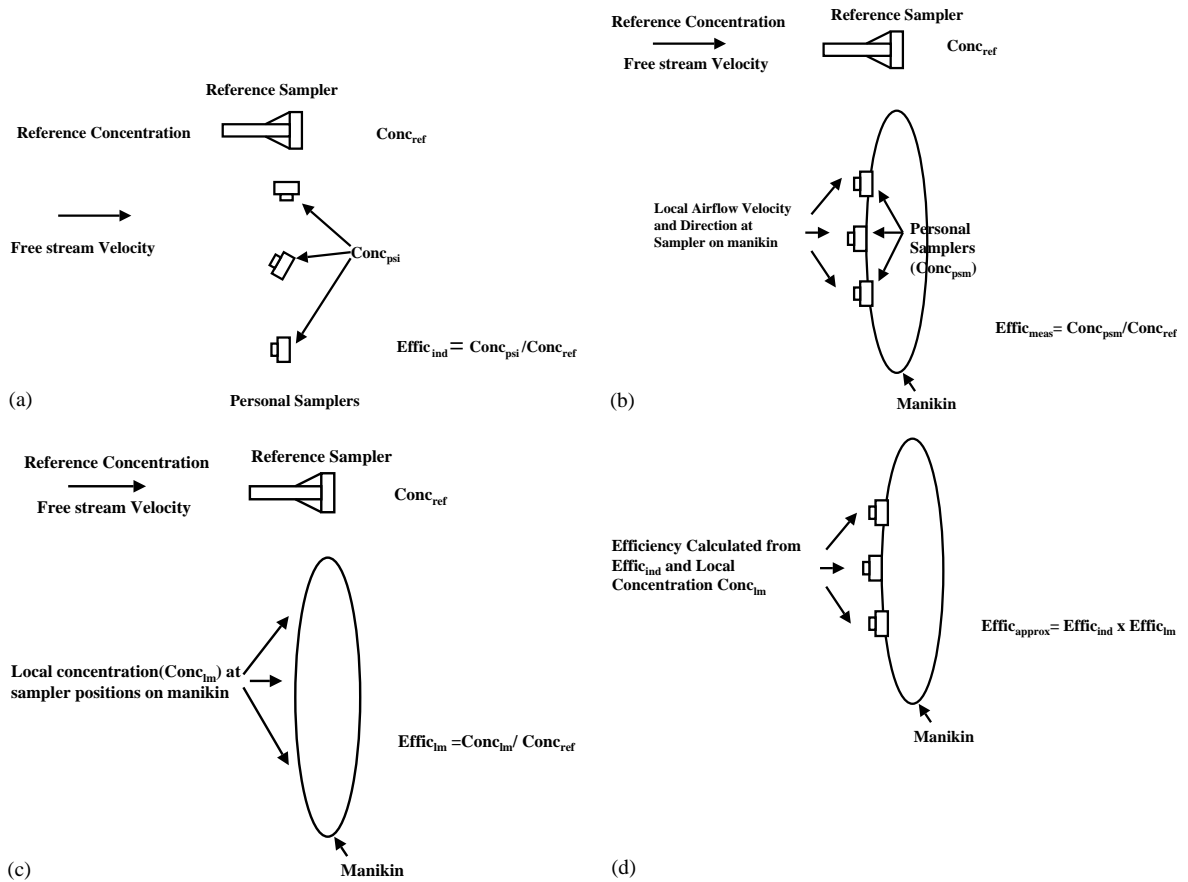 Reference Sampler
Reference Concentration
Conc_ref
Free stream Velocity
Conc_psi
Effic_ind = Conc_psi/Conc_ref
(a)
Personal Samplers
Reference Sampler
Reference Concentration
Conc_ref
Free stream Velocity
Local Airflow Velocity
and Direction at
Sampler on manikin
Personal
Samplers
(Conc_psm)
Effic_meas= Conc_psm/Conc_ref
(b)
Manikin
Reference Concentration
Reference Sampler
Free stream Velocity
Conc_ref
Local concentration(Conc_lm) at
sampler positions on manikin
Effic_lm =Conc_lm/ Conc_ref
(c)
Manikin
Efficiency Calculated from
Effic_ind and Local
Concentration Conc_lm
Effic_approx= Effic_ind x Effic_lm
Manikin
(d)